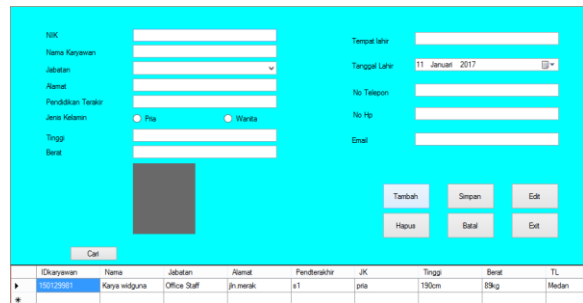 NIK
Nama Karyawan
Jabatan
Alamat
Pendidikan Terakir
Jenis Kelamin
Pria
Wanita
Tinggi
Berat
Tempat lahir
Tanggal Lahir
11 Januari 2017
No Telepon
No Hp
Email
Tambah Simpan Edit
Hapus Batal Exit
Cari
IDkaryawan Nama Jabatan Alamat Pendterakhir JK Tinggi Berat TL
150129981 Karya widguna Office Staff jln.merak s1 pria 190cm 89kg Medan